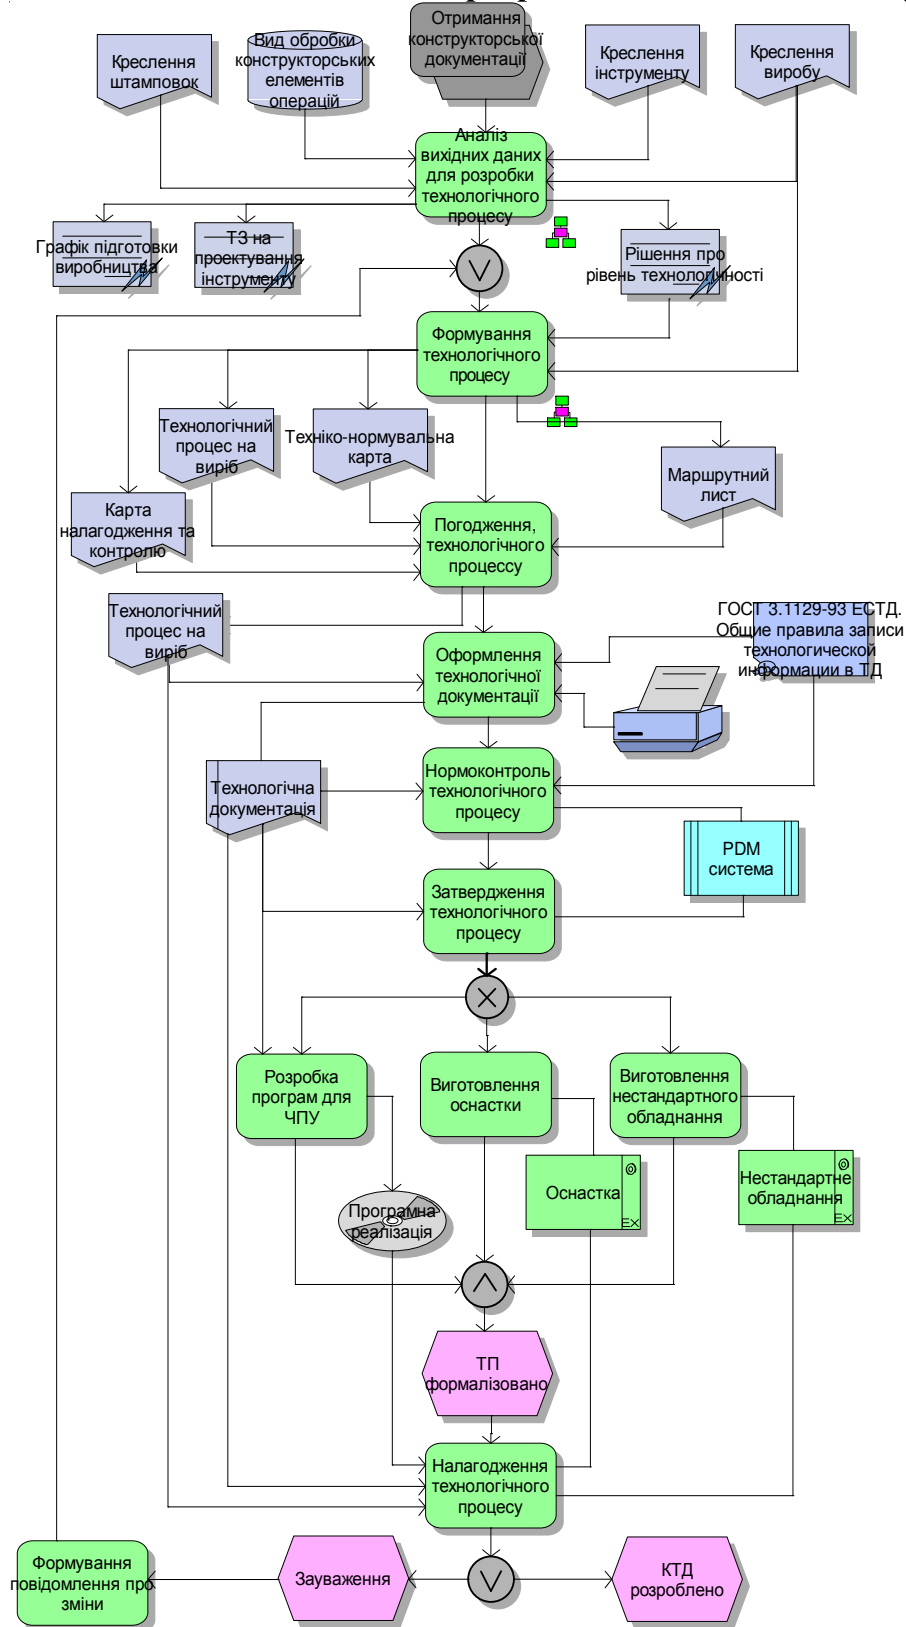 Отримання
конструкторської
документації
Креслення
штамповок
Вид обробки
конструкторських
елементів
операцій
Креслення
інструменту
Креслення
виробу
Аналіз
вихідних даних
для розробки
технологічного
процесу
Графік підготовки
виробництва
ТЗ на
проектування
інструменту
Рішення про
рівень технологічності
Формування
технологічного
процесу
Технологічний
процес на
виріб
Техніко-нормувальна
карта
Маршрутний
лист
Карта
налагодження та
контролю
Погодження,
технологічного
процессу
Технологічний
процес на
виріб
ГОСТ 3.1129-93 ЕСТД.
Общие правила записи
технологической
информации в ТД
Оформлення
технологічної
документації
Нормоконтроль
технологічного
процесу
Технологічна
документація
PDM
система
Затвердження
технологічного
процесу
Розробка
програм для
ЧПУ
Виготовлення
оснастки
Виготовлення
нестандартного
обладнання
Оснастка
EX
Нестандартне
обладнання
EX
Програмна
реалізація
ТП
формалізовано
Налагодження
технологічного
процесу
Формування
повідомлення про
зміни
Зауваження
КТД
розроблено